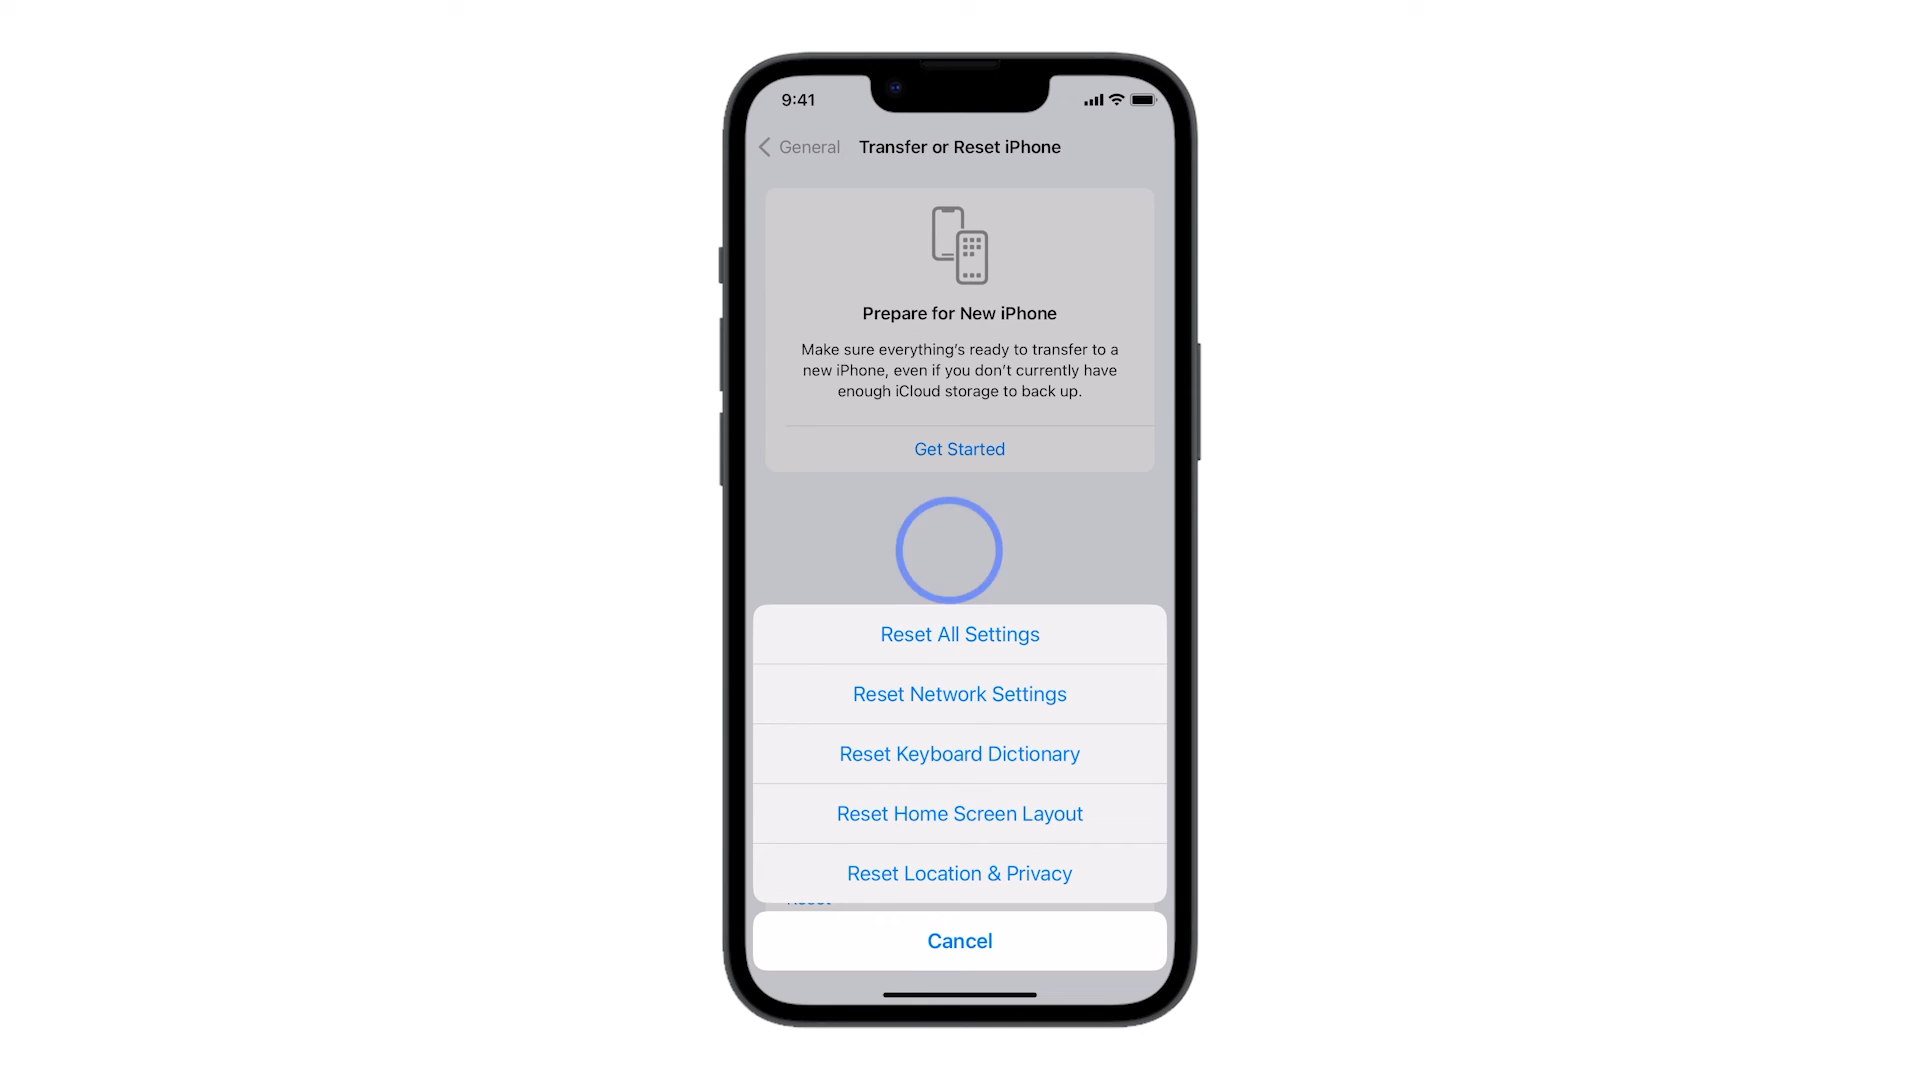 9:41
General
Transfer or Reset iPhone
Prepare for New iPhone
Make sure everything's ready to transfer to a
new iPhone, even if you don't currently have
enough iCloud storage to back up.
Get Started
Reset All Settings
Reset Network Settings
Reset Keyboard Dictionary
Reset Home Screen Layout
Reset Location & Privacy
Cancel